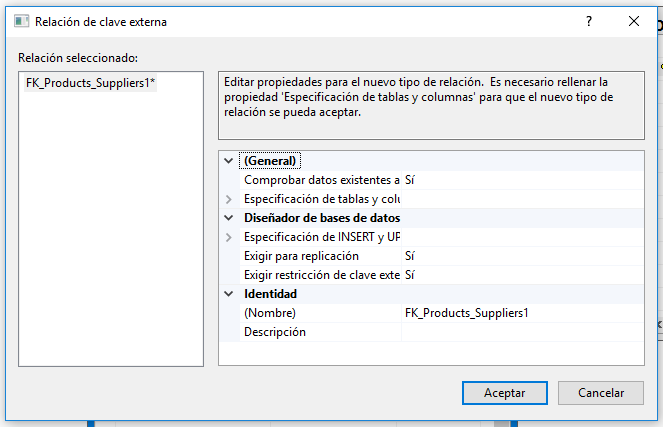 Relación de clave externa
?
Relación seleccionado:
FK_Products_Suppliers1*
Editar propiedades para el nuevo tipo de relación.  Es necesario rellenar la
propiedad 'Especificación de tablas y columnas' para que el nuevo tipo de
relación se pueda aceptar.
(General)
Comprobar datos existentes a Sí
Especificación de tablas y colu
Diseñador de bases de datos
Especificación de INSERT y UP
Exigir para replicación Sí
Exigir restricción de clave exte Sí
Identidad
(Nombre) FK_Products_Suppliers1
Descripción
Aceptar Cancelar